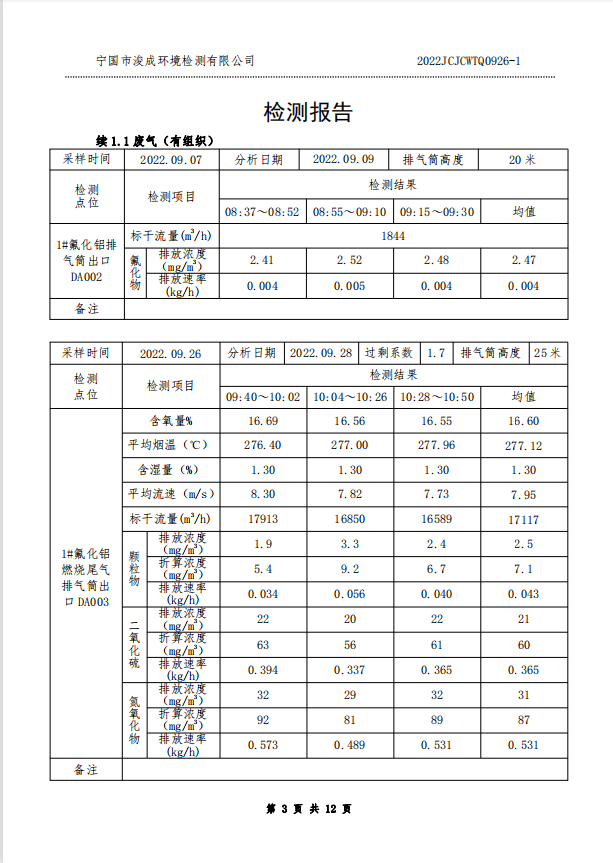 宁国市浚成环境检测有限公司 2022JCJCWTQ0926-1
检测报告
续1.1废气（有组织）
采样时间 2022.09.07 分析日期 2022.09.09 排气筒高度 20米
检测点位 检测项目 检测结果
08:37～08:52 08:55～09:10 09:15～09:30 均值
1#氟化铝排气筒出口DA002 标干流量(m³/h) 1844
氟化物 排放浓度（mg/m³） 2.41 2.52 2.48 2.47
排放速率(kg/h) 0.004 0.005 0.004 0.004
备注
采样时间 2022.09.26 分析日期 2022.09.28 过剩系数 1.7 排气筒高度 25米
检测点位 检测项目 检测结果
09:40～10:02 10:04～10:26 10:28～10:50 均值
1#氟化铝燃烧尾气排气筒出口DA003 含氧量% 16.69 16.56 16.55 16.60
平均烟温（℃） 276.40 277.00 277.96 277.12
含湿量（%） 1.30 1.30 1.30 1.30
平均流速（m/s） 8.30 7.82 7.73 7.95
标干流量(m³/h) 17913 16850 16589 17117
颗粒物 排放浓度（mg/m³） 1.9 3.3 2.4 2.5
折算浓度（mg/m³） 5.4 9.2 6.7 7.1
排放速率(kg/h) 0.034 0.056 0.040 0.043
二氧化硫 排放浓度（mg/m³） 22 20 22 21
折算浓度（mg/m³） 63 56 61 60
排放速率(kg/h) 0.394 0.337 0.365 0.365
氮氧化物 排放浓度（mg/m³） 32 29 32 31
折算浓度（mg/m³） 92 81 89 87
排放速率(kg/h) 0.573 0.489 0.531 0.531
备注
第 3 页 共 12 页